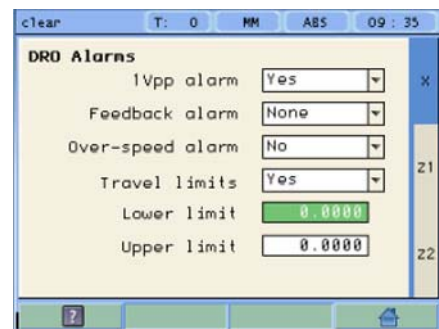 clear T: 0 MM ABS 09 : 35
DRO Alarms
1Vpp alarm Yes
Feedback alarm None
Over-speed alarm No
Travel limits Yes
Lower limit 0.0000
Upper limit 0.0000
X
Z1
Z2
?